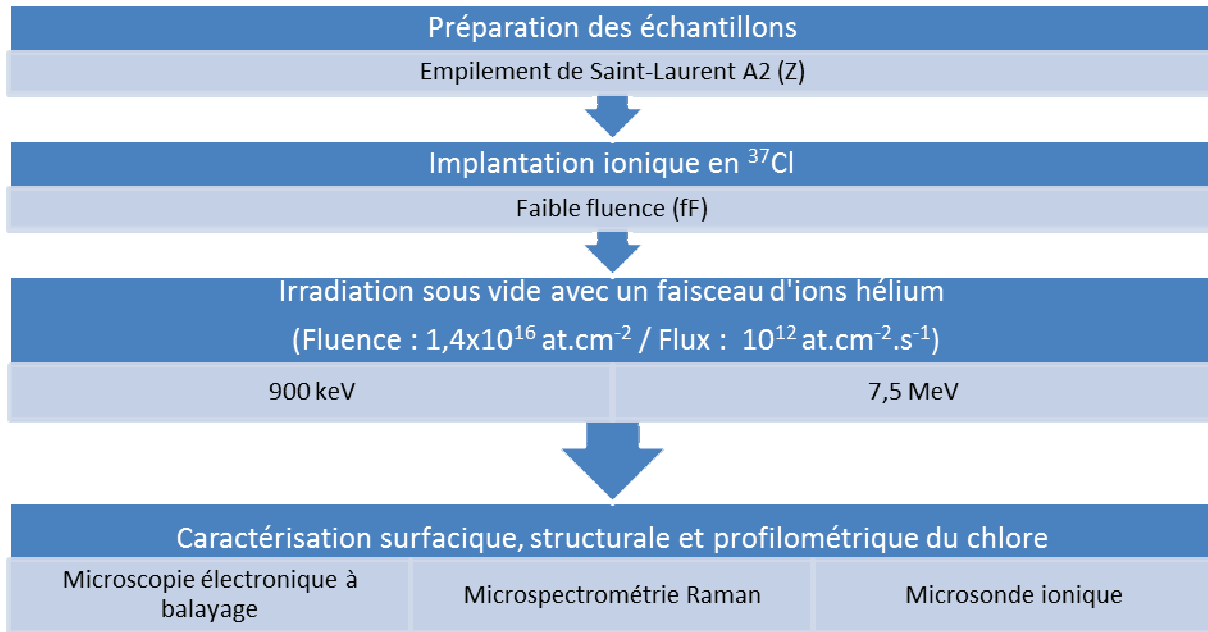 Préparation des échantillons
Empilement de Saint-Laurent A2 (Z)
Implantation ionique en ³⁷Cl
Faible fluence (fF)
Irradiation sous vide avec un faisceau d'ions hélium
(Fluence : 1,4x10¹⁶ at.cm⁻² / Flux : 10¹² at.cm⁻².s⁻¹)
900 keV
7,5 MeV
Caractérisation surfacique, structurale et profilométrique du chlore
Microscopie électronique à
balayage
Microspectrométrie Raman
Microsonde ionique